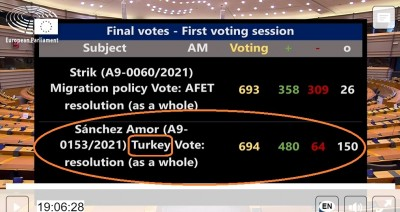 European Parliament
Final votes - First voting session
Subject AM Voting + - o
Strik (A9-0060/2021)
Migration policy Vote: AFET 693 358 309 26
resolution (as a whole)
Sánchez Amor (A9-
0153/2021) Turkey Vote: 694 480 64 150
resolution (as a whole)
19:06:28
EN